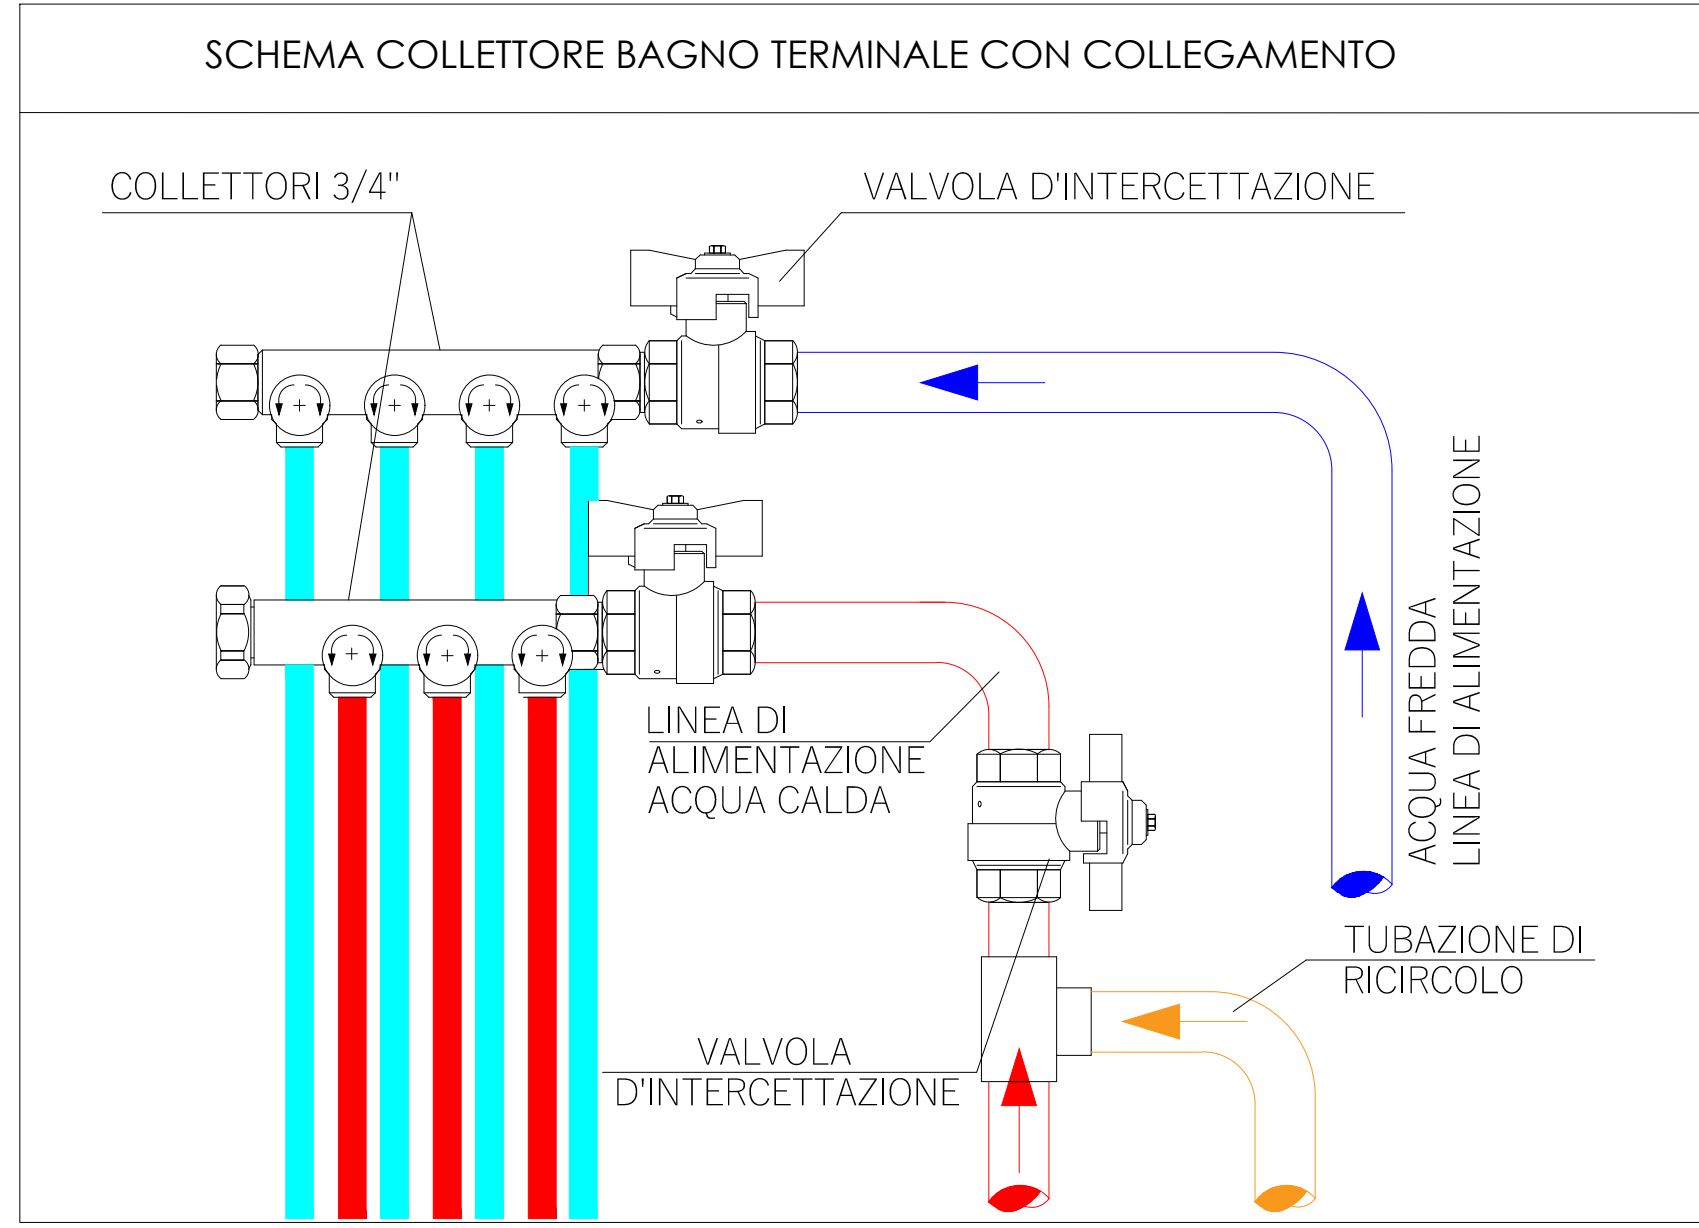 SCHEMA COLLETTORE BAGNO TERMINALE CON COLLEGAMENTO
COLLETTORI 3/4"
VALVOLA D'INTERCETTAZIONE
ACQUA FREDDA
LINEA DI ALIMENTAZIONE
LINEA DI
ALIMENTAZIONE
ACQUA CALDA
TUBAZIONE DI
RICIRCOLO
VALVOLA
D'INTERCETTAZIONE